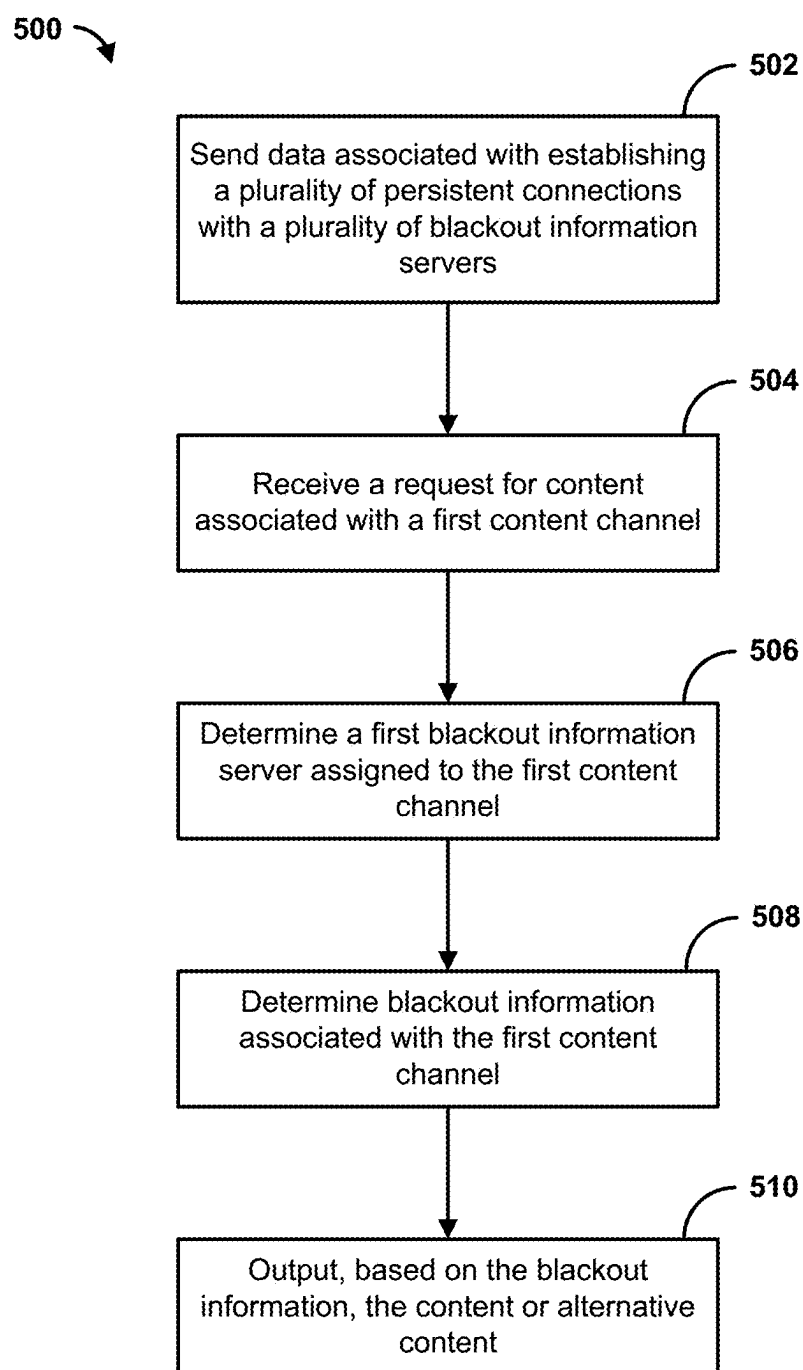 500
502
Send data associated with establishing
a plurality of persistent connections
with a plurality of blackout information
servers
504
Receive a request for content
associated with a first content channel
506
Determine a first blackout information
server assigned to the first content
channel
508
Determine blackout information
associated with the first content
channel
510
Output, based on the blackout
information, the content or alternative
content